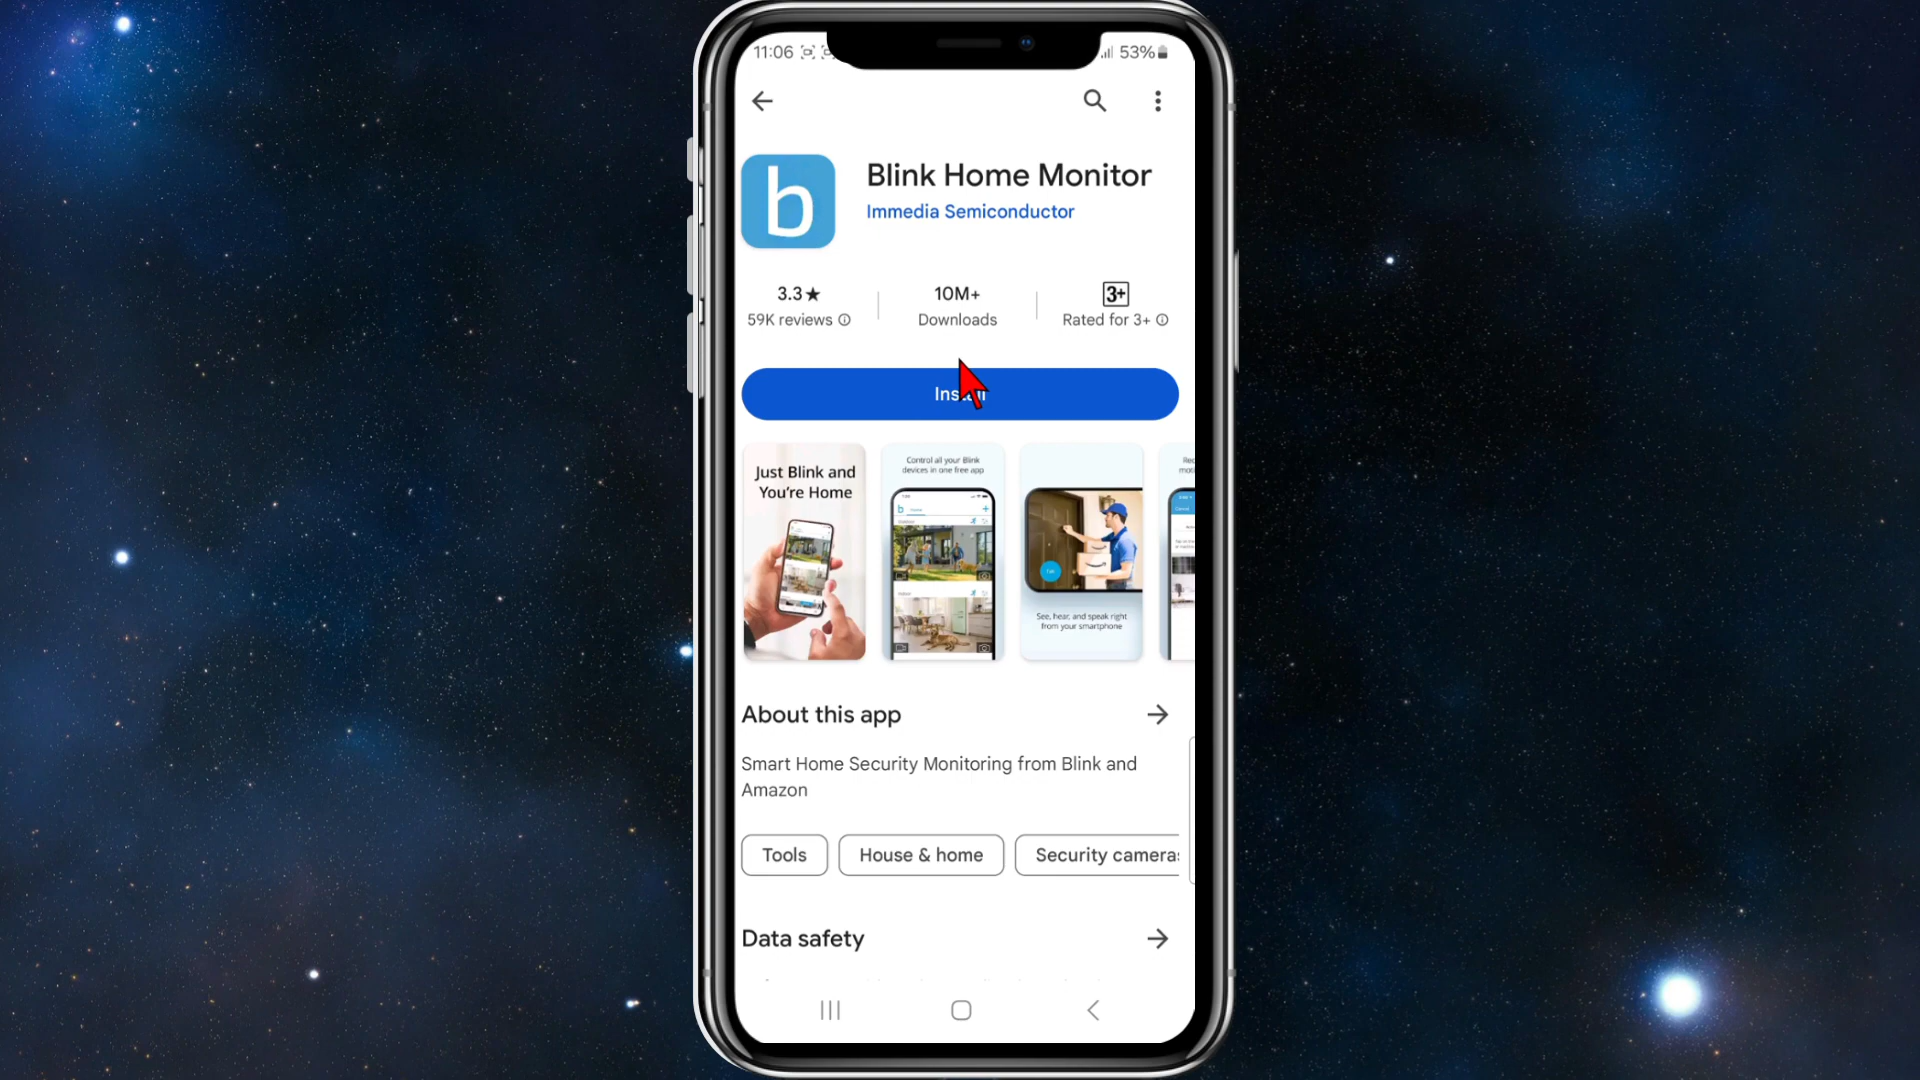 11:06
53%
b
Blink Home Monitor
Immedia Semiconductor
3.3★
59K reviews
10M+
Downloads
3+
Rated for 3+
Install
Just Blink and
You're Home
Control all your Blink
devices in one free app
b
See, hear, and speak right
from your smartphone
About this app
Smart Home Security Monitoring from Blink and
Amazon
Tools
House & home
Security cameras
Data safety